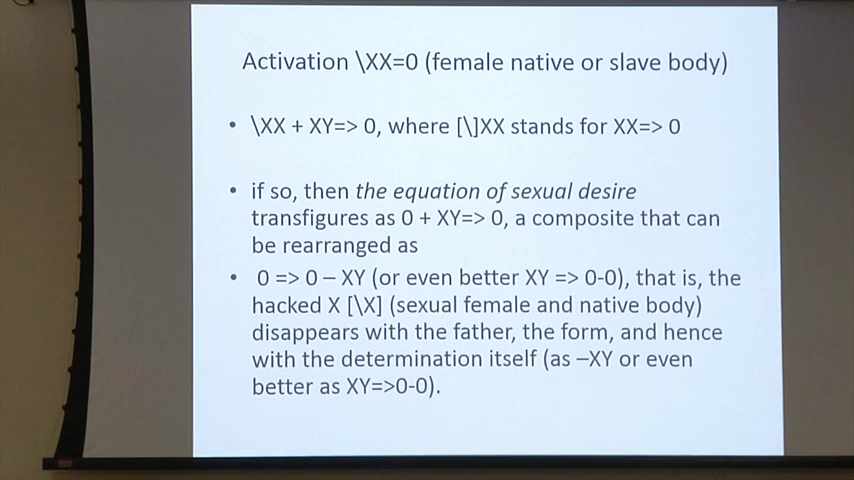 Activation \XX=0 (female native or slave body)
• \XX + XY=> 0, where [\]XX stands for XX=> 0
• if so, then the equation of sexual desire
transfigures as 0 + XY=> 0, a composite that can
be rearranged as
• 0 => 0 – XY (or even better XY => 0-0), that is, the
hacked X [\X] (sexual female and native body)
disappears with the father, the form, and hence
with the determination itself (as –XY or even
better as XY=>0-0).